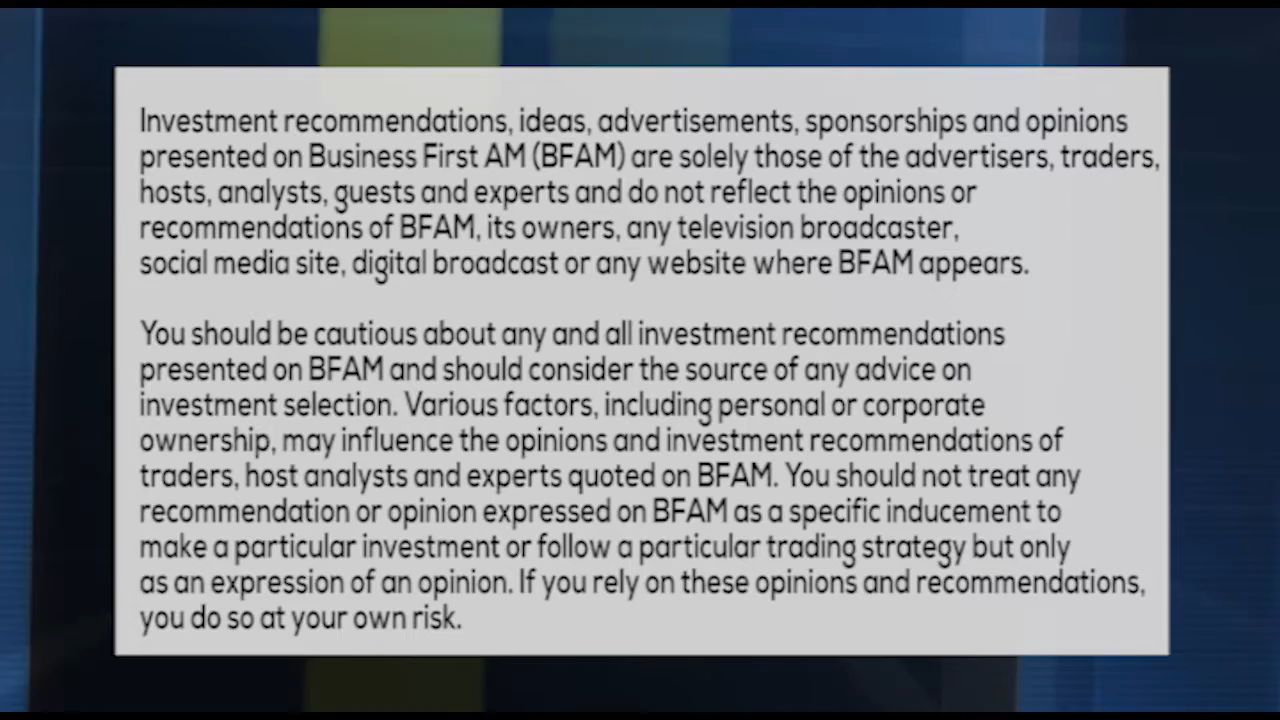 Investment recommendations, ideas, advertisements, sponsorships and opinions
presented on Business First AM (BFAM) are solely those of the advertisers, traders,
hosts, analysts, guests and experts and do not reflect the opinions or
recommendations of BFAM, its owners, any television broadcaster,
social media site, digital broadcast or any website where BFAM appears.
You should be cautious about any and all investment recommendations
presented on BFAM and should consider the source of any advice on
investment selection. Various factors, including personal or corporate
ownership, may influence the opinions and investment recommendations of
traders, host analysts and experts quoted on BFAM. You should not treat any
recommendation or opinion expressed on BFAM as a specific inducement to
make a particular investment or follow a particular trading strategy but only
as an expression of an opinion. If you rely on these opinions and recommendations,
you do so at your own risk.